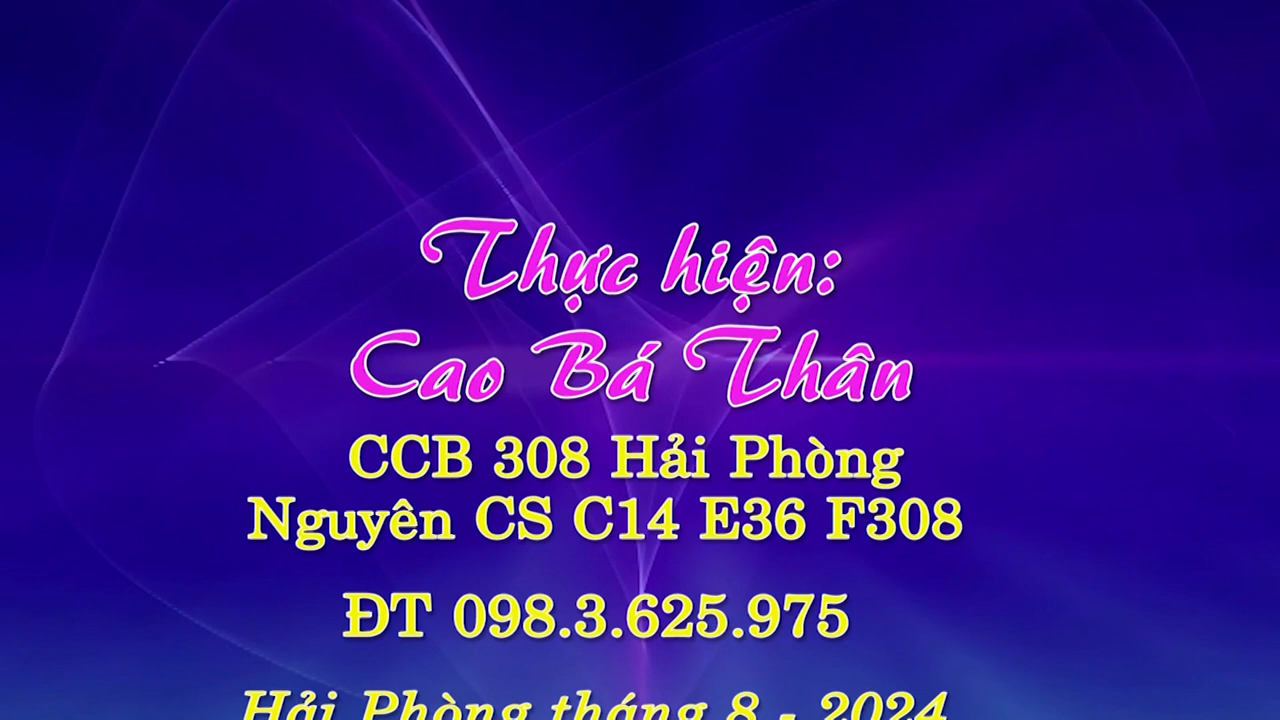 Thực hiện:
Cao Bá Thân
CCB 308 Hải Phòng
Nguyên CS C14 E36 F308
ĐT 098.3.625.975
Hải Phòng tháng 8 - 2024